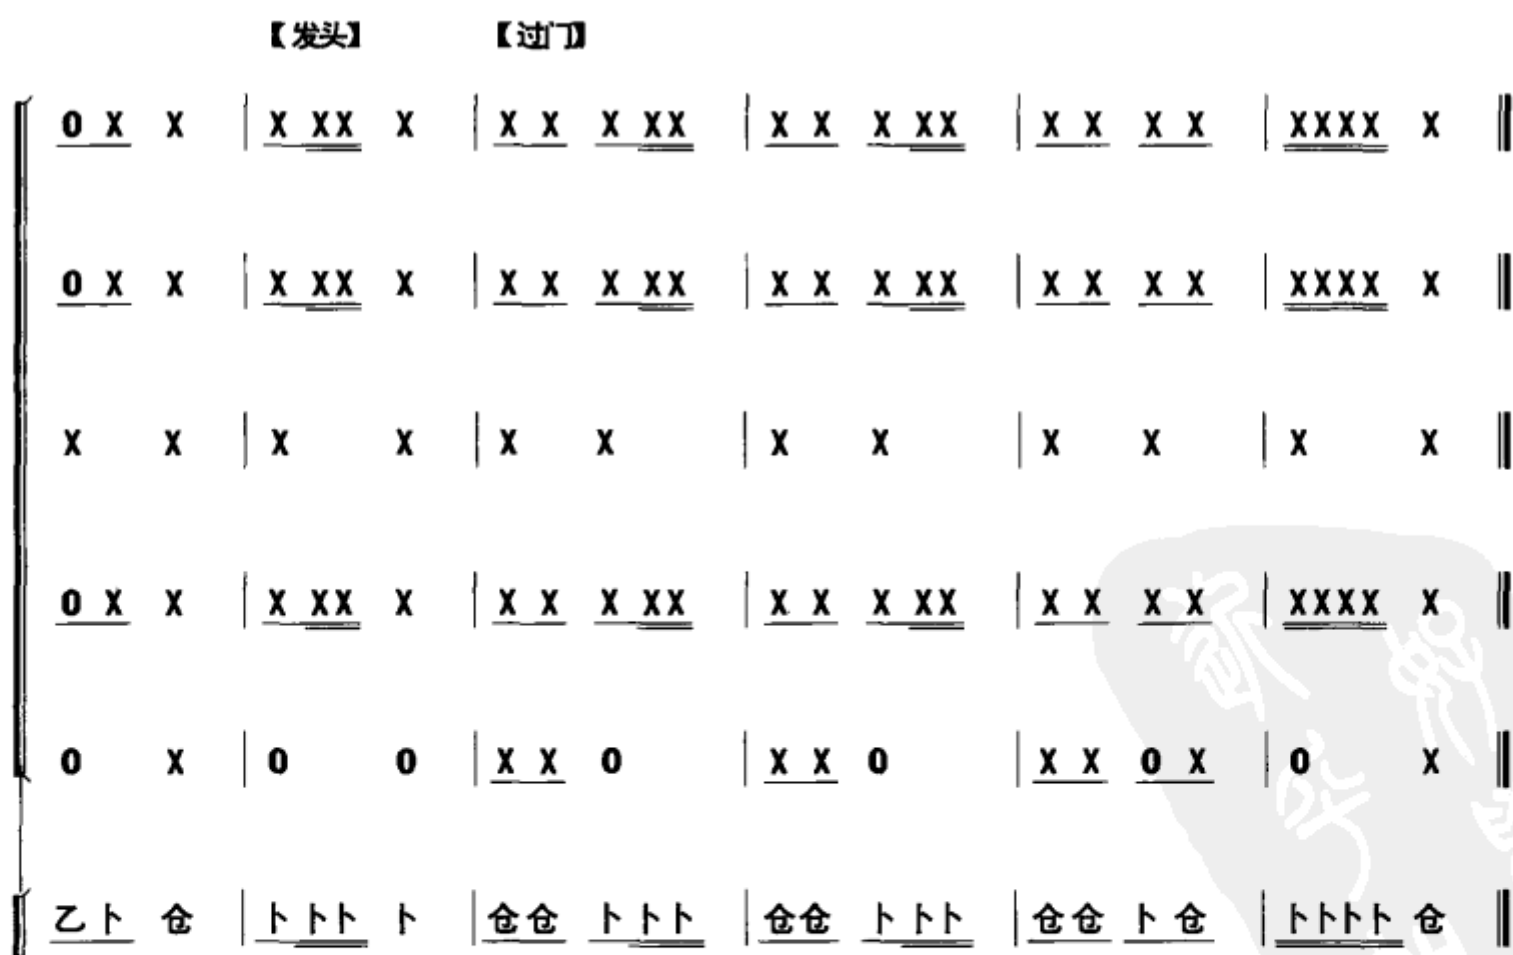 【发头】 【过门】
0 X X | X XX X | X X X XX | X X X XX | X X X X | XXXX X ‖
0 X X | X XX X | X X X XX | X X X XX | X X X X | XXXX X ‖
X X | X X | X X | X X | X X | X X ‖
0 X X | X XX X | X X X XX | X X X XX | X X X X | XXXX X ‖
0 X | 0 0 | X X 0 | X X 0 | X X 0 X | 0 X ‖
乙卜 仓 | 卜卜卜 卜 | 仓仓 卜卜卜 | 仓仓 卜卜卜 | 仓仓 卜仓 | 卜卜卜卜 仓 ‖